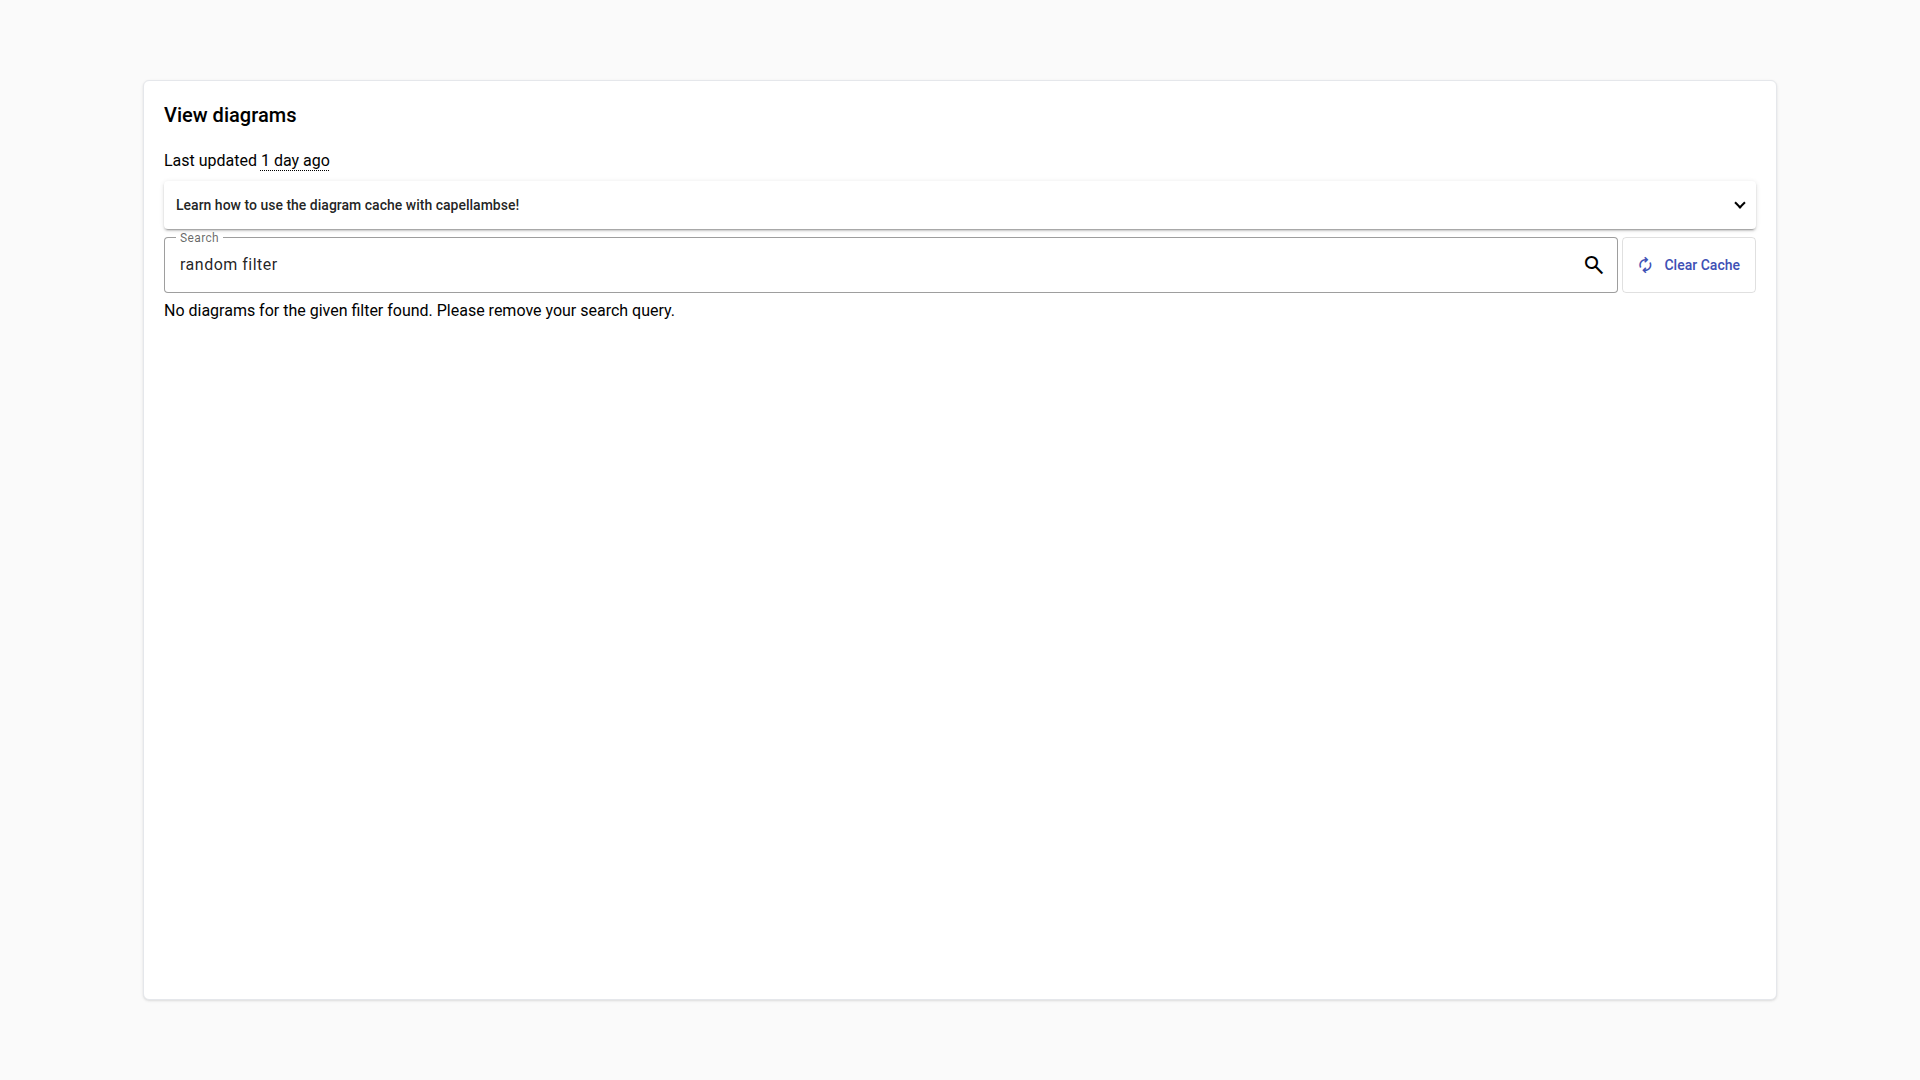 View diagrams
Last updated 1 day ago
Learn how to use the diagram cache with capellambse!
Search
random filter
Clear Cache
No diagrams for the given filter found. Please remove your search query.